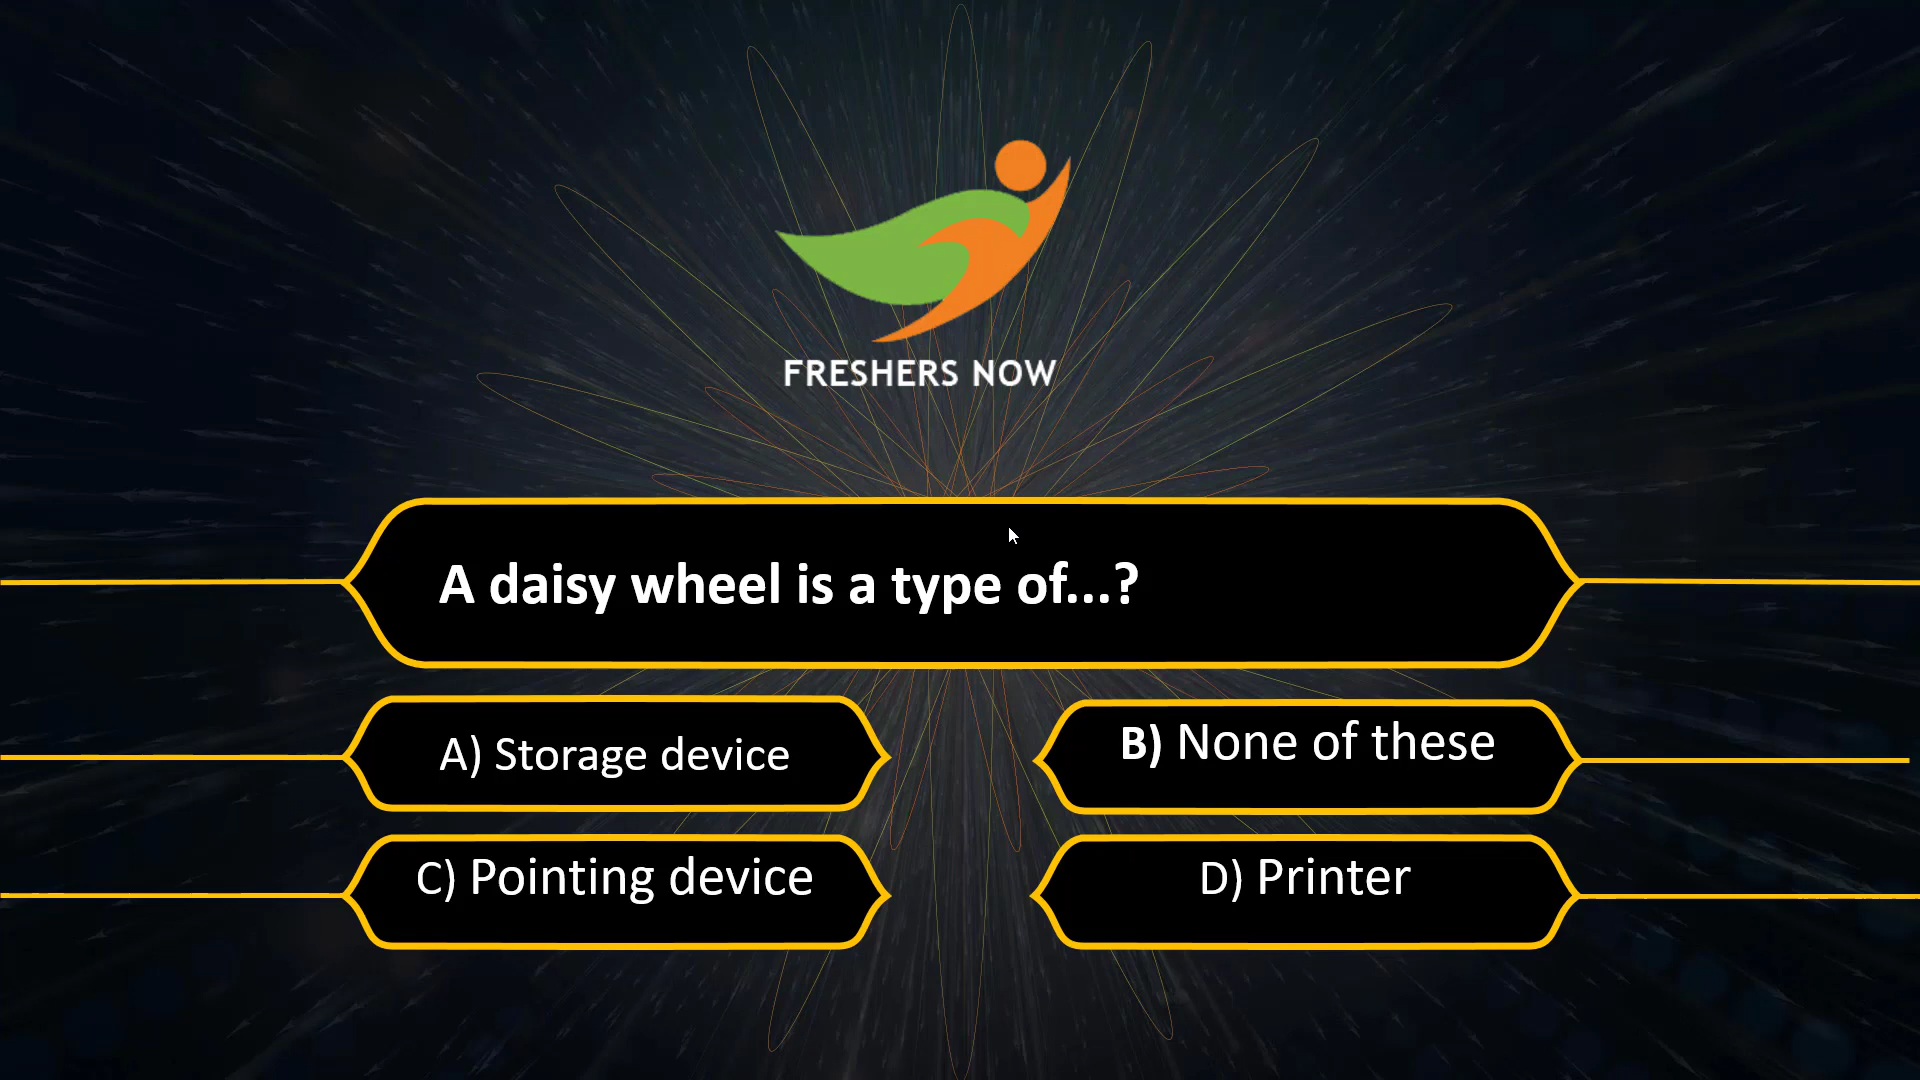 FRESHERS NOW
A daisy wheel is a type of...?
A) Storage device
B) None of these
C) Pointing device
D) Printer